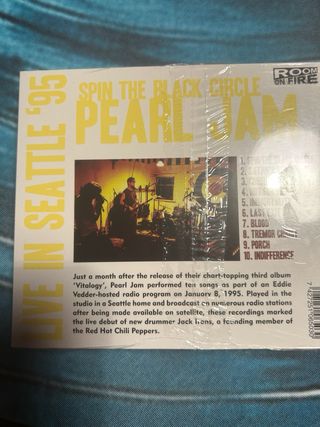 ROOM
ON FIRE
LIVE IN SEATTLE '95
SPIN THE BLACK CIRCLE
PEARL JAM
1.
2.
3.
4.
5.
6. LAST
7. BLOOD
8. TREMOR
9. PORCH
10. INDIFFERENCE
Just a month after the release of their chart-topping third album
'Vitalogy', Pearl Jam performed ten songs as part of an Eddie
Vedder-hosted radio program on January 8, 1995. Played in the
studio in a Seattle home and broadcast on numerous radio stations
after being made available on satellite, these recordings marked
the live debut of new drummer Jack Irons, a founding member of
the Red Hot Chili Peppers.